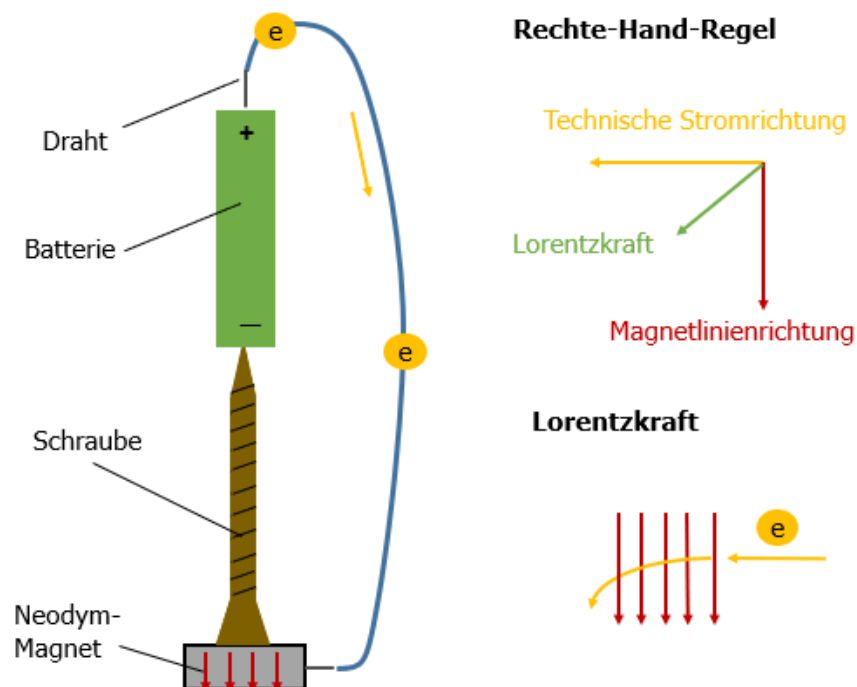 e
Rechte-Hand-Regel
Draht
+
Technische Stromrichtung
Batterie
Lorentzkraft
—
Magnetlinienrichtung
e
Lorentzkraft
Schraube
e
Neodym-
Magnet